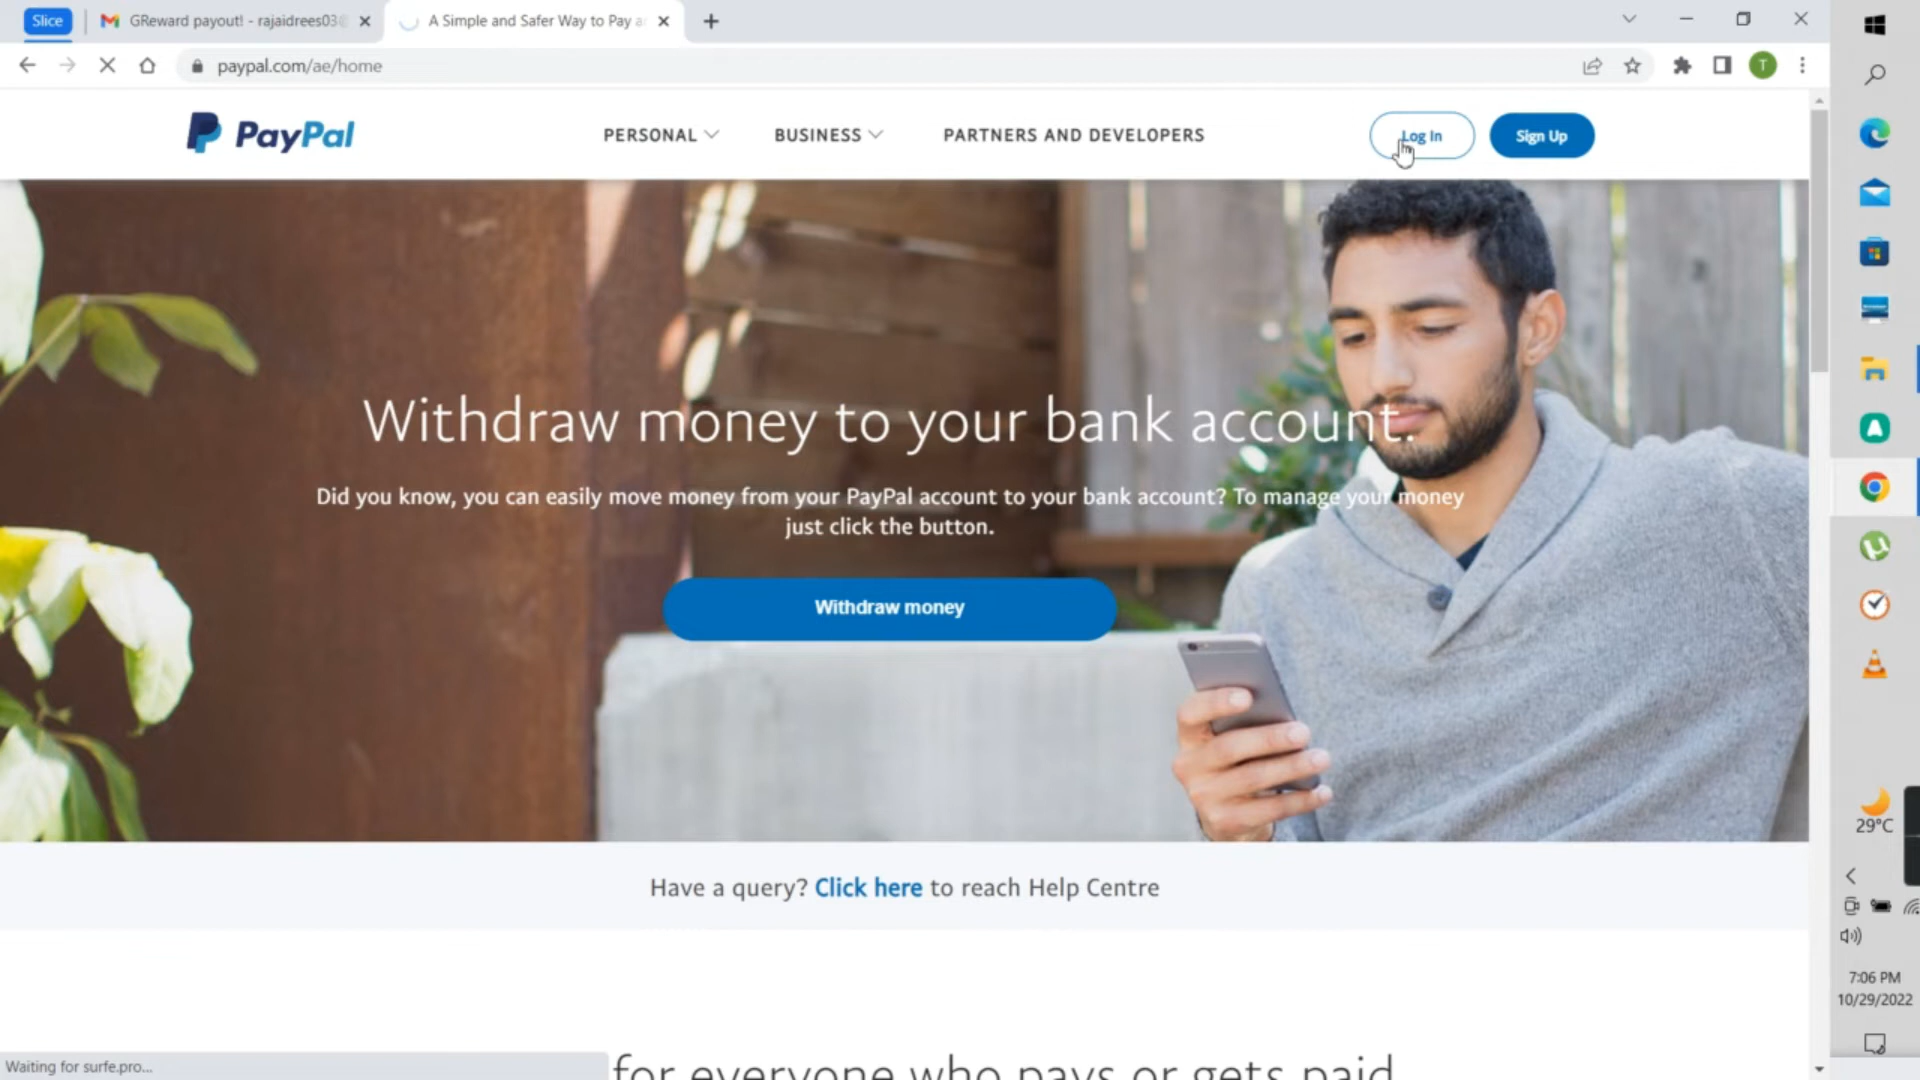 Slice
GReward payout! - rajaidrees03@
A Simple and Safer Way to Pay a
paypal.com/ae/home
T
PayPal
PERSONAL
BUSINESS
PARTNERS AND DEVELOPERS
Log In
Sign Up
Withdraw money to your bank account.
Did you know, you can easily move money from your PayPal account to your bank account? To manage your money
just click the button.
Withdraw money
Have a query? Click here to reach Help Centre
for everyone who pays or gets paid
Waiting for surfe.pro...
29°C
7:06 PM
10/29/2022